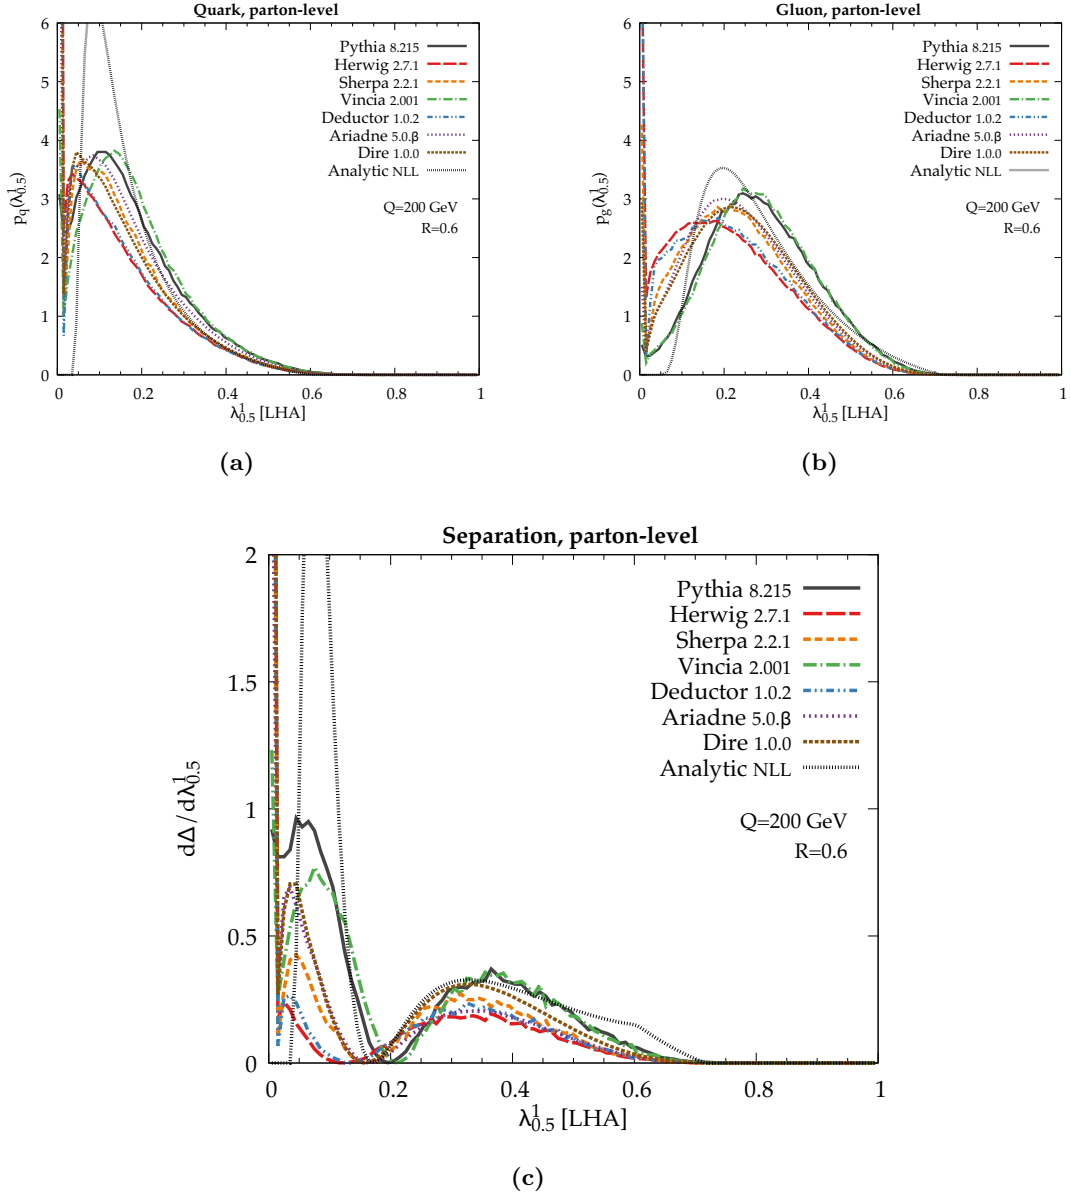 Quark, parton-level
p_q(λ^1_0.5)
6
5
4
3
2
1
0
Pythia 8.215
Herwig 2.7.1
Sherpa 2.2.1
Vincia 2.001
Deductor 1.0.2
Ariadne 5.0.β
Dire 1.0.0
Analytic NLL
Q=200 GeV
R=0.6
0 0.2 0.4 0.6 0.8 1
λ^1_0.5 [LHA]
(a)
Gluon, parton-level
p_g(λ^1_0.5)
6
5
4
3
2
1
0
Pythia 8.215
Herwig 2.7.1
Sherpa 2.2.1
Vincia 2.001
Deductor 1.0.2
Ariadne 5.0.β
Dire 1.0.0
Analytic NLL
Q=200 GeV
R=0.6
0 0.2 0.4 0.6 0.8 1
λ^1_0.5 [LHA]
(b)
Separation, parton-level
dΔ/dλ^1_0.5
2
1.5
1
0.5
0
Pythia 8.215
Herwig 2.7.1
Sherpa 2.2.1
Vincia 2.001
Deductor 1.0.2
Ariadne 5.0.β
Dire 1.0.0
Analytic NLL
Q=200 GeV
R=0.6
0 0.2 0.4 0.6 0.8 1
λ^1_0.5 [LHA]
(c)